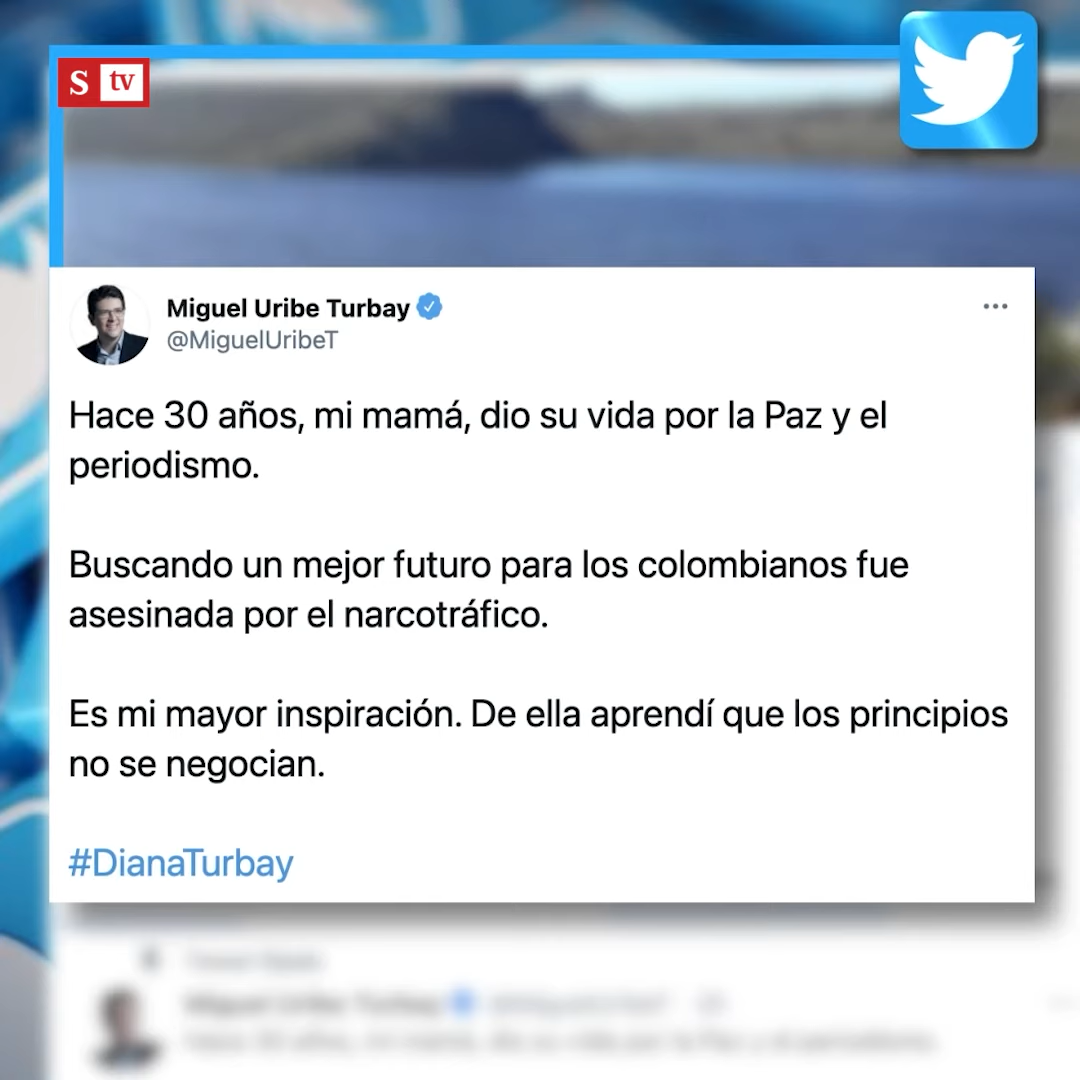 S tv
Miguel Uribe Turbay
@MiguelUribeT
Hace 30 años, mi mamá, dio su vida por la Paz y el
periodismo.
Buscando un mejor futuro para los colombianos fue
asesinada por el narcotráfico.
Es mi mayor inspiración. De ella aprendí que los principios
no se negocian.
#DianaTurbay